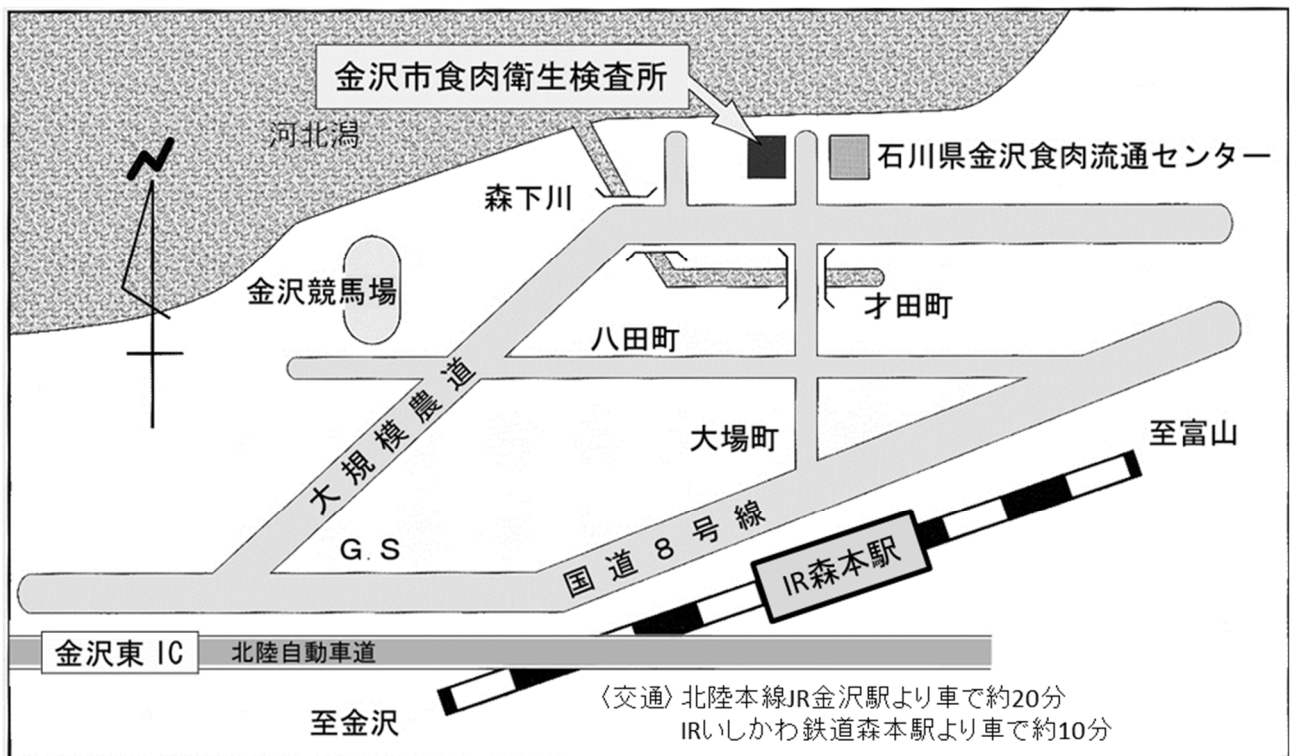 金沢市食肉衛生検査所
河北潟
石川県金沢食肉流通センター
森下川
金沢競馬場
才田町
八田町
大規模農道
大場町
至富山
国道8号線
G.S
IR森本駅
金沢東IC
北陸自動車道
至金沢
〈交通〉北陸本線JR金沢駅より車で約20分
IRいしかわ鉄道森本駅より車で約10分